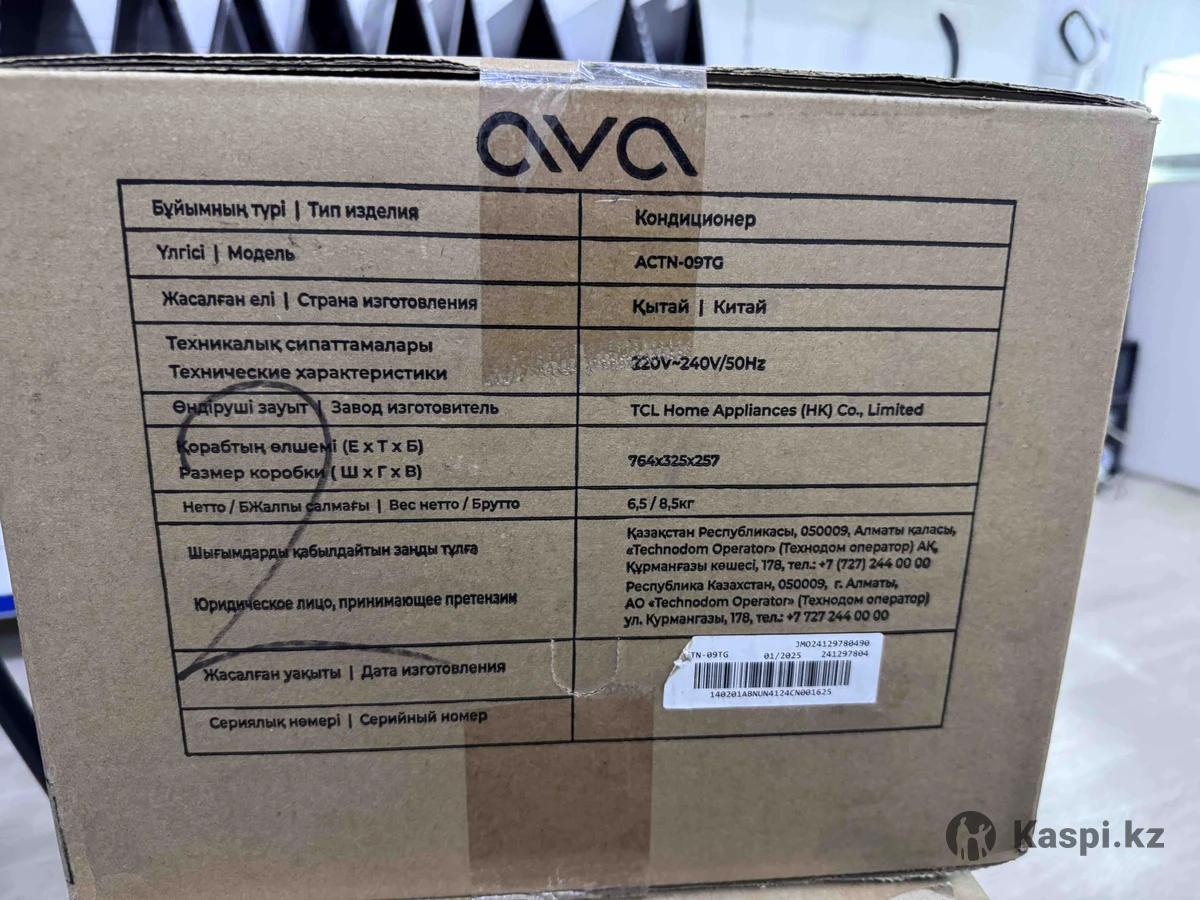 ava
Бұйымның түрі | Тип изделия
Кондиционер
Үлгісі | Модель
ACTN-09TG
Жасалған елі | Страна изготовления
Қытай | Китай
Техникалық сипаттамалары
Технические характеристики
220V~240V/50Hz
Өндіруші зауыт | Завод изготовитель
TCL Home Appliances (HK) Co., Limited
Қорабтың өлшемі (Е х Т х Б)
Размер коробки ( Ш х Г х В)
764x325x257
Нетто / БЖалпы салмағы | Вес нетто / Брутто
6,5 / 8,5кг
Шығымдарды қабылдайтын заңды тұлға
Қазақстан Республикасы, 050009, Алматы қаласы,
«Technodom Operator» (Технодом оператор) АҚ,
Құрманғазы көшесі, 178, тел.: +7 (727) 244 00 00
Юридическое лицо, принимающее претензии
Республика Казахстан, 050009, г. Алматы,
АО «Technodom Operator» (Технодом оператор)
ул. Курмангазы, 178, тел.: +7 727 244 00 00
Жасалған уақыты | Дата изготовления
JMO24129780490
TN-09TG 01/2025 241297804
140201ABNUN4124CN001625
Сериялық нөмері | Серийный номер
2
Kaspi.kz